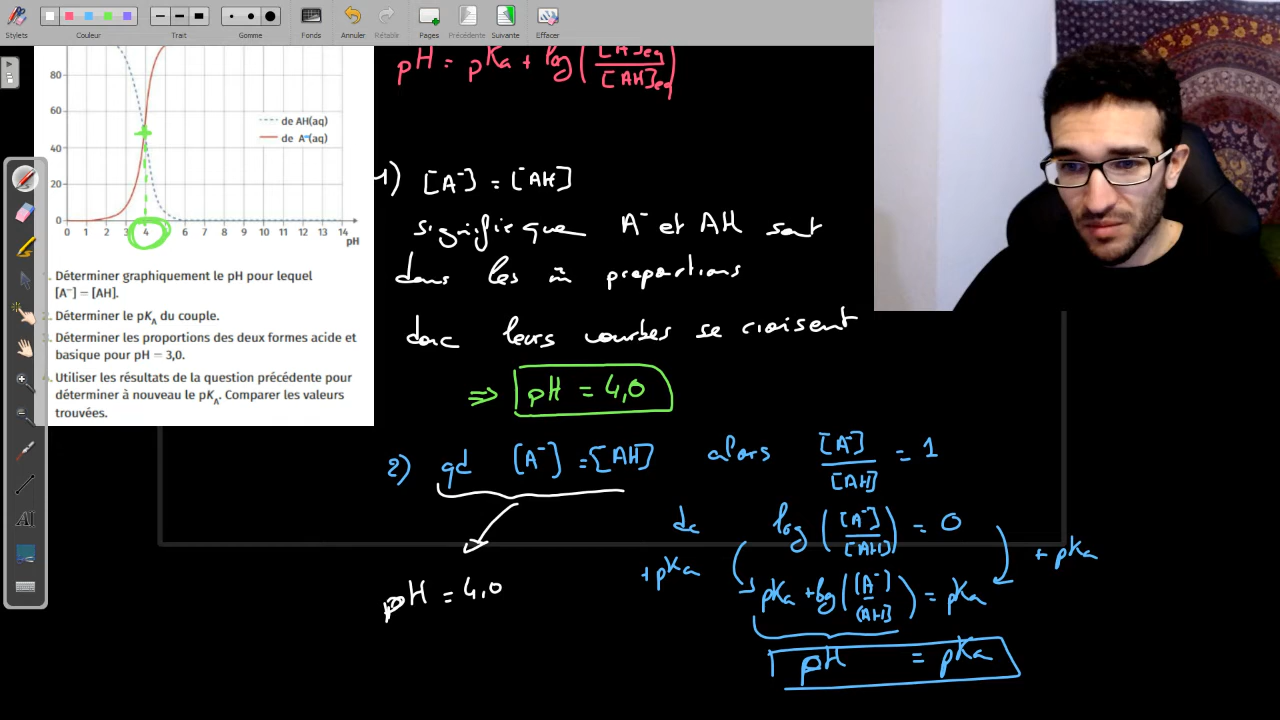 Stylets
Couleur
Trait
Gomme
Fonds
Annuler
Rétablir
Pages
Précédente
Suivante
Effacer
pH = pKa + log([A-]eq/[AH]eq)
80
60
40
20
0
de AH(aq)
de A⁻(aq)
0 1 2 3 4 5 6 7 8 9 10 11 12 13 14
pH
1. Déterminer graphiquement le pH pour lequel
[A⁻] = [AH].
2. Déterminer le pKA du couple.
3. Déterminer les proportions des deux formes acide et
basique pour pH = 3,0.
4. Utiliser les résultats de la question précédente pour
déterminer à nouveau le pKA. Comparer les valeurs
trouvées.
1) [A⁻] = [AH]
signifie que A⁻ et AH sont
dans les m̄ proportions
donc leurs courbes se croisent
=> pH = 4,0
2) qd [A⁻] = [AH] alors [A⁻]/[AH] = 1
dc log([A⁻]/[AH]) = 0
+pKa + pKa
pKa + log([A⁻]/[AH]) = pKa
pH = 4,0
pH = pKa